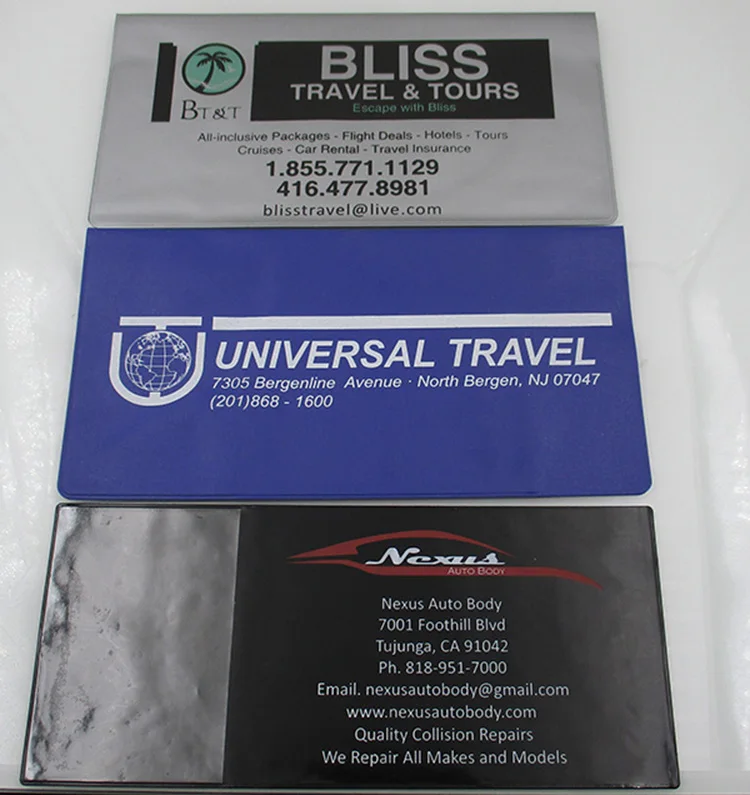 BLISS
TRAVEL & TOURS
Escape with Bliss
BT&T
All-inclusive Packages - Flight Deals - Hotels - Tours
Cruises - Car Rental - Travel Insurance
1.855.771.1129
416.477.8981
blisstravel@live.com
UNIVERSAL TRAVEL
7305 Bergenline Avenue · North Bergen, NJ 07047
(201)868 - 1600
Nexus
AUTO BODY
Nexus Auto Body
7001 Foothill Blvd
Tujunga, CA 91042
Ph. 818-951-7000
Email. nexusautobody@gmail.com
www.nexusautobody.com
Quality Collision Repairs
We Repair All Makes and Models